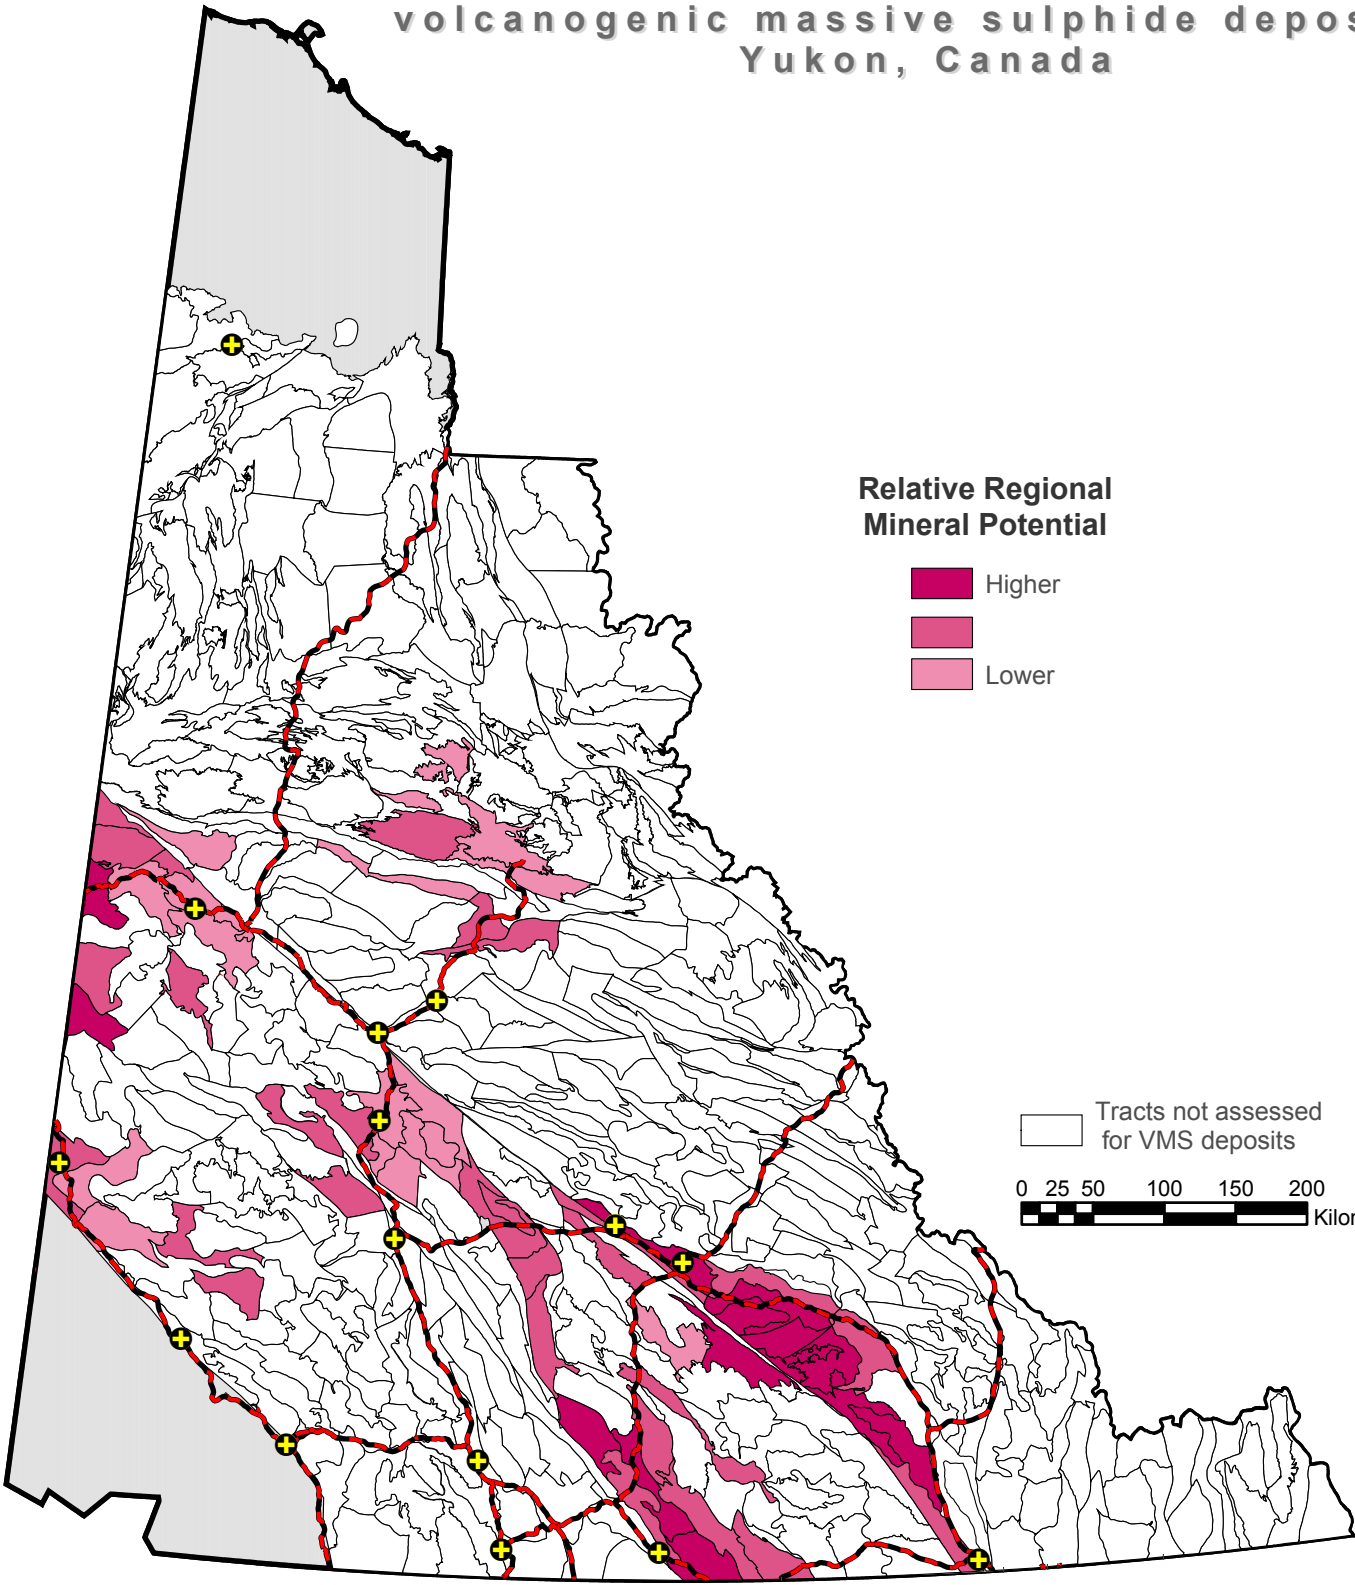 volcanogenic massive sulphide depos
Yukon, Canada
Relative Regional
Mineral Potential
Higher
Lower
Tracts not assessed
for VMS deposits
0 25 50 100 150 200
Kilor